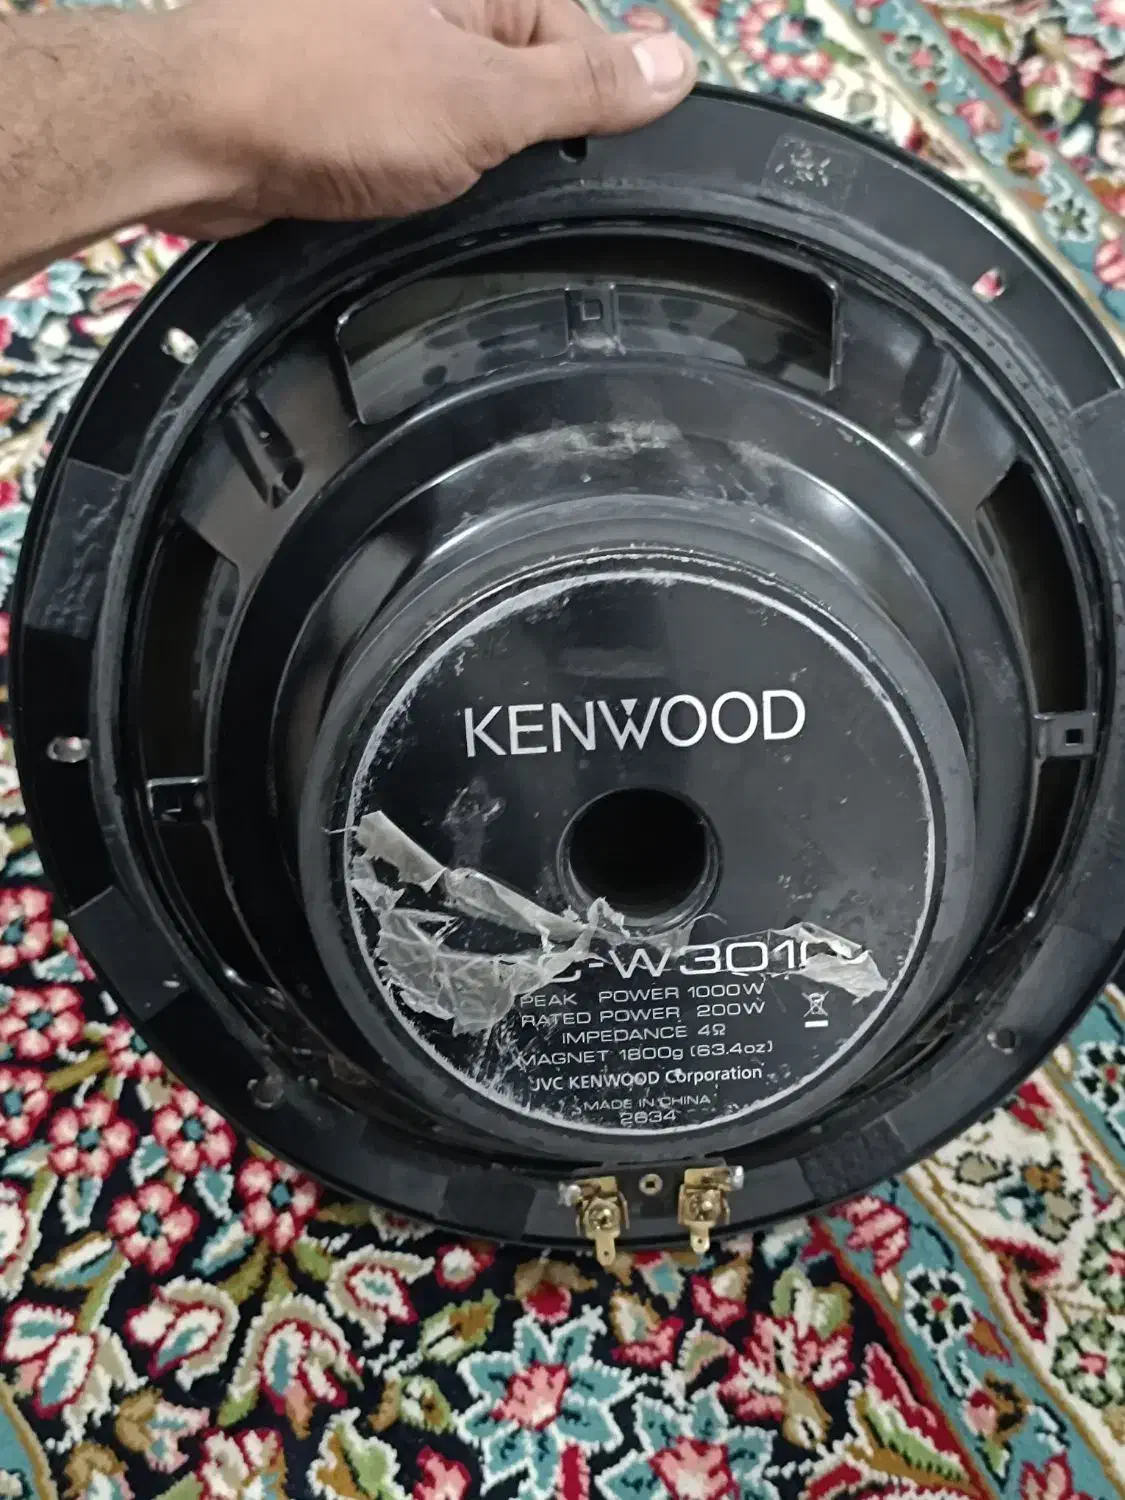 KENWOOD
-W3010
PEAK POWER 1000W
RATED POWER 200W
IMPEDANCE 4Ω
MAGNET 1800g (63.4oz)
JVC KENWOOD Corporation
MADE IN CHINA
2634